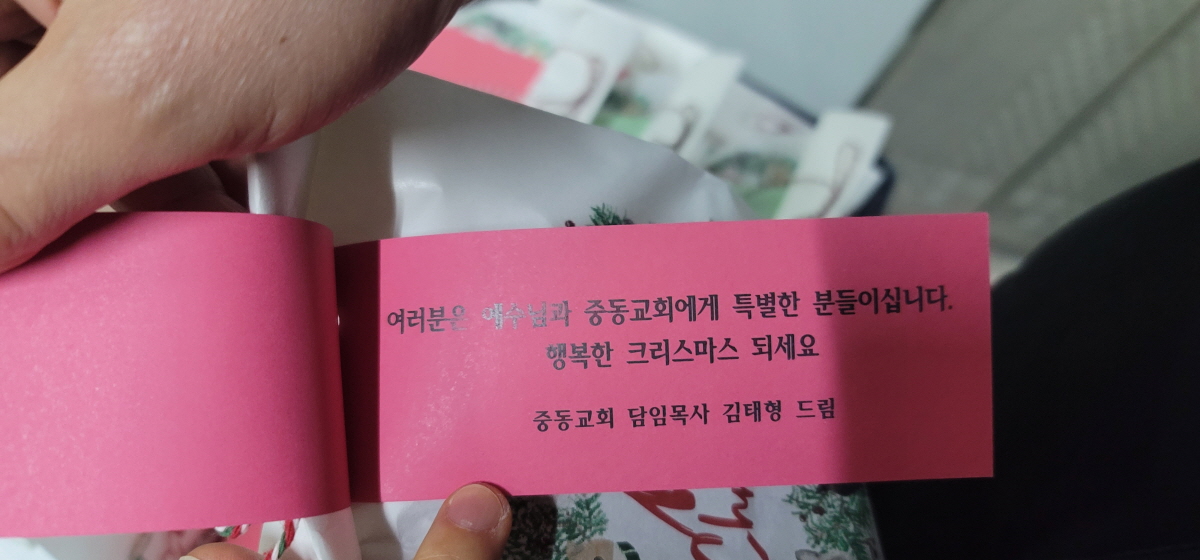 여러분은 예수님과 중동교회에게 특별한 분들이십니다.
행복한 크리스마스 되세요
중동교회 담임목사 김태형 드림